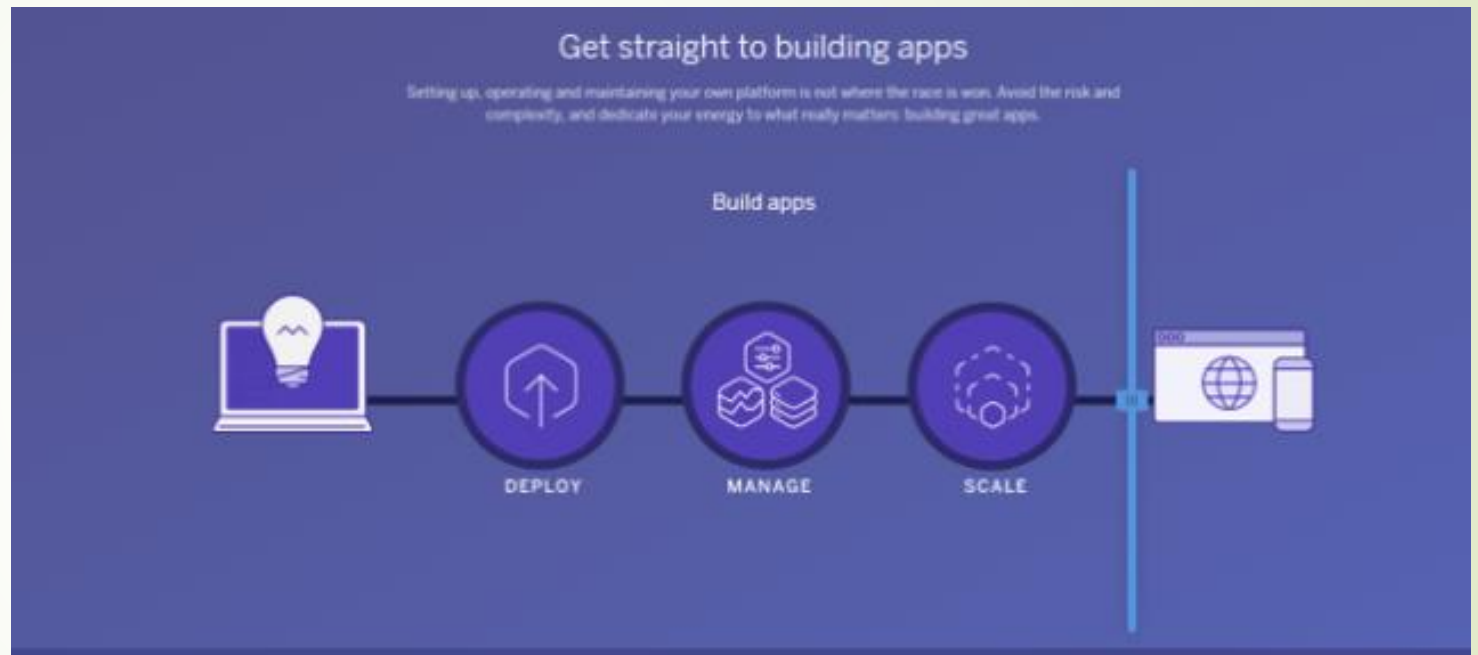 Get straight to building apps
Setting up, operating and maintaining your own platform is not where the race is won. Avoid the risk and
complexity, and dedicate your energy to what really matters: building great apps.
Build apps
DEPLOY
MANAGE
SCALE